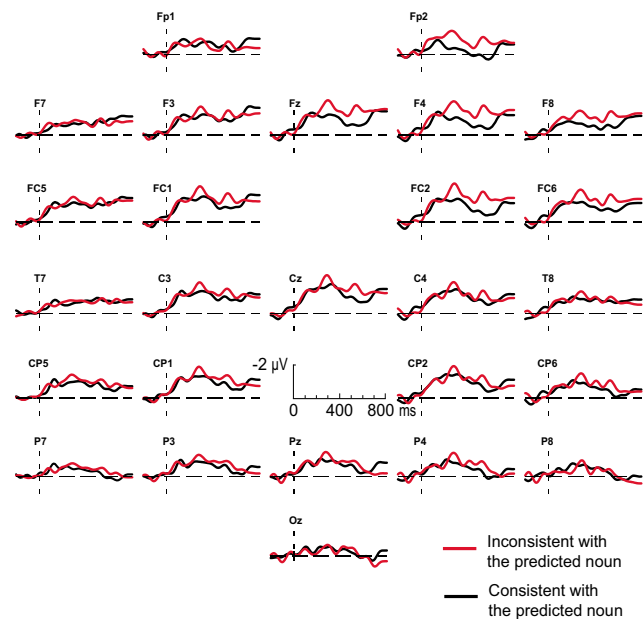 Fp1 Fp2
F7 F3 Fz F4 F8
FC5 FC1 FC2 FC6
T7 C3 Cz C4 T8
CP5 CP1 -2 µV CP2 CP6
0 400 800 ms
P7 P3 Pz P4 P8
Oz
Inconsistent with
the predicted noun
Consistent with
the predicted noun